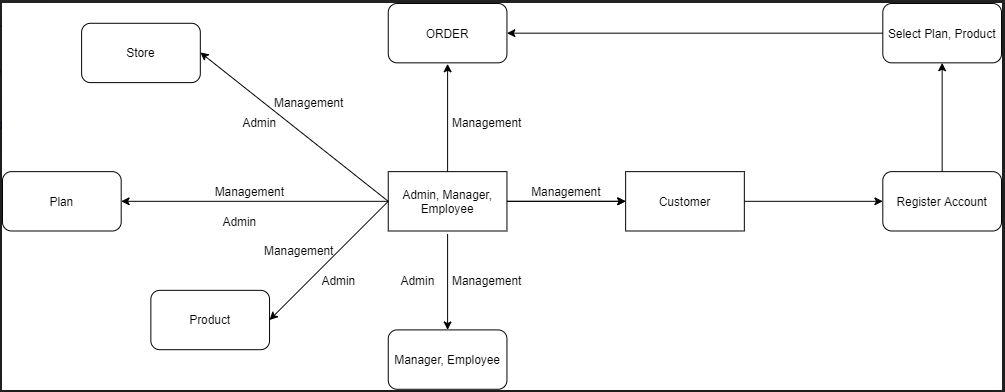 ORDER
Select Plan, Product
Store
Management
Admin
Management
Management
Plan
Admin
Admin, Manager,
Employee
Management
Customer
Register Account
Management
Admin
Admin
Management
Product
Manager, Employee